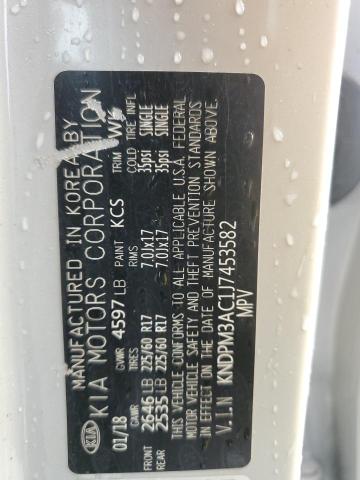 MANUFACTURED IN KOREA BY
KIA KIA MOTORS CORPORATION
01/18 GVWR 4597 LB PAINT KCS TRIM
GAWR TIRES RIMS COLD TIRE INFL
FRONT 2646 LB 225/60 R17 7.0Jx17 35psi SINGLE
REAR 2535 LB 225/60 R17 7.0Jx17 35psi SINGLE
THIS VEHICLE CONFORMS TO ALL APPLICABLE U.S.A. FEDERAL
MOTOR VEHICLE SAFETY AND THEFT PREVENTION STANDARDS
IN EFFECT ON THE DATE OF MANUFACTURE SHOWN ABOVE.
V.I.N KNDPM3AC1J7453582
MPV